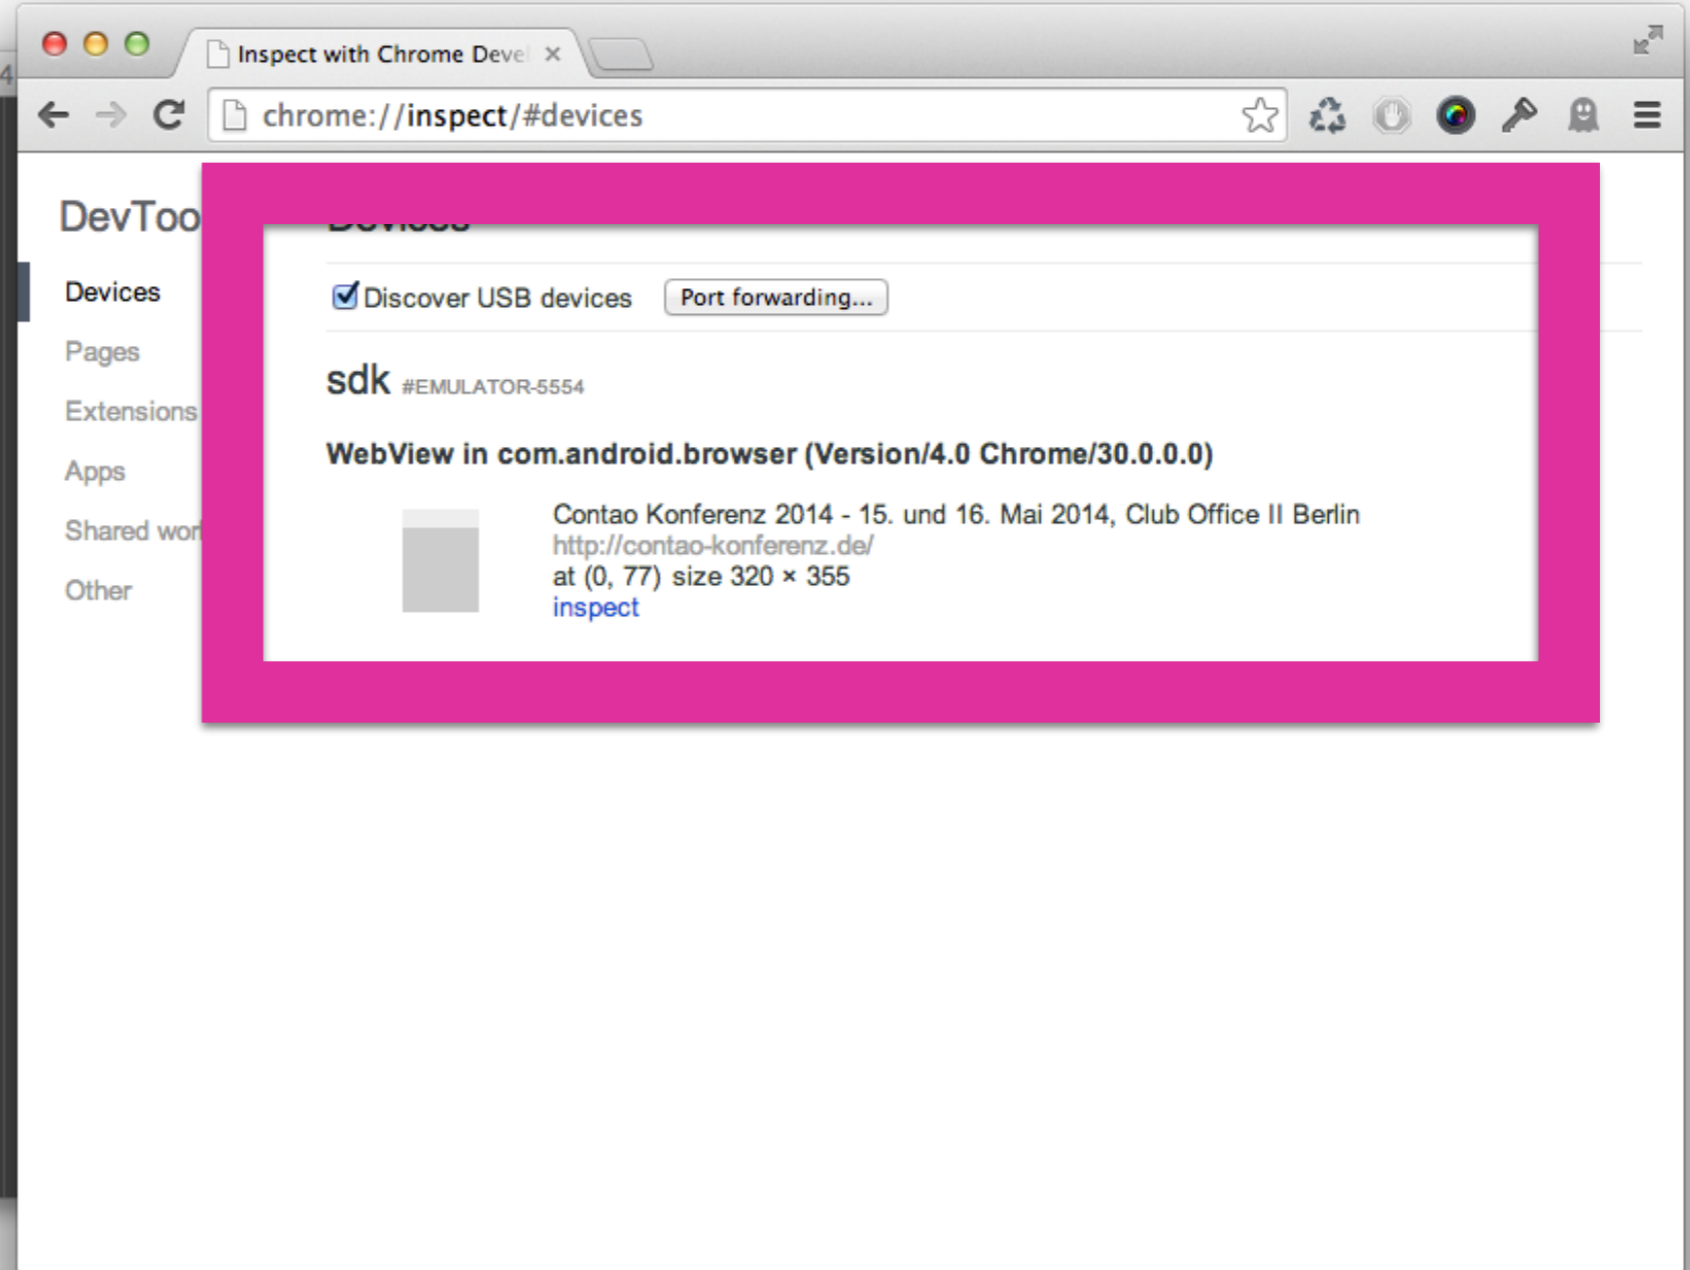 4
Inspect with Chrome Deve
chrome://inspect/#devices
DevToo
Devices
Devices
Pages
Extensions
Apps
Shared wor
Other
Discover USB devices
Port forwarding...
sdk #EMULATOR-5554
WebView in com.android.browser (Version/4.0 Chrome/30.0.0.0)
Contao Konferenz 2014 - 15. und 16. Mai 2014, Club Office II Berlin
http://contao-konferenz.de/
at (0, 77) size 320 × 355
inspect